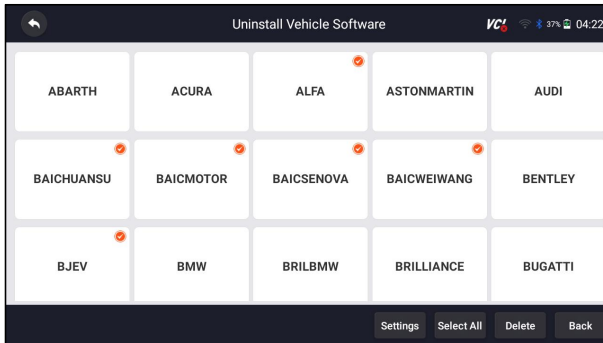 Uninstall Vehicle Software
VC! 37% 04:22
ABARTH ACURA ALFA ASTONMARTIN AUDI
BAICHUANSU BAICMOTOR BAICSENOVA BAICWEIWANG BENTLEY
BJEV BMW BRILBMW BRILLIANCE BUGATTI
Settings Select All Delete Back